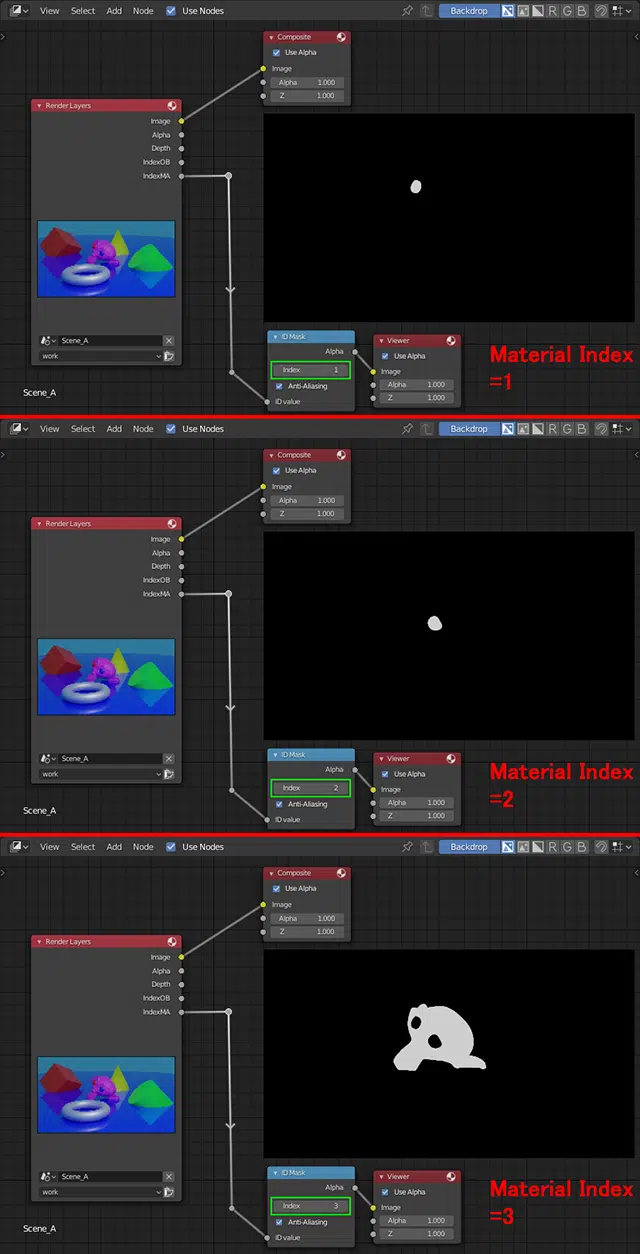 View Select Add Node Use Nodes Backdrop R G B
Composite
Use Alpha
Image
Alpha 1.000
Z 1.000
Render Layers
Image
Alpha
Depth
IndexOB
IndexMA
Scene_A
work
Scene_A
ID Mask
Alpha
Index 1
Anti-Aliasing
ID value
Viewer
Use Alpha
Image
Alpha 1.000
Z 1.000
Material Index
=1
View Select Add Node Use Nodes Backdrop R G B
Composite
Use Alpha
Image
Alpha 1.000
Z 1.000
Render Layers
Image
Alpha
Depth
IndexOB
IndexMA
Scene_A
work
Scene_A
ID Mask
Alpha
Index 2
Anti-Aliasing
ID value
Viewer
Use Alpha
Image
Alpha 1.000
Z 1.000
Material Index
=2
View Select Add Node Use Nodes Backdrop R G B
Composite
Use Alpha
Image
Alpha 1.000
Z 1.000
Render Layers
Image
Alpha
Depth
IndexOB
IndexMA
Scene_A
work
Scene_A
ID Mask
Alpha
Index 3
Anti-Aliasing
ID value
Viewer
Use Alpha
Image
Alpha 1.000
Z 1.000
Material Index
=3